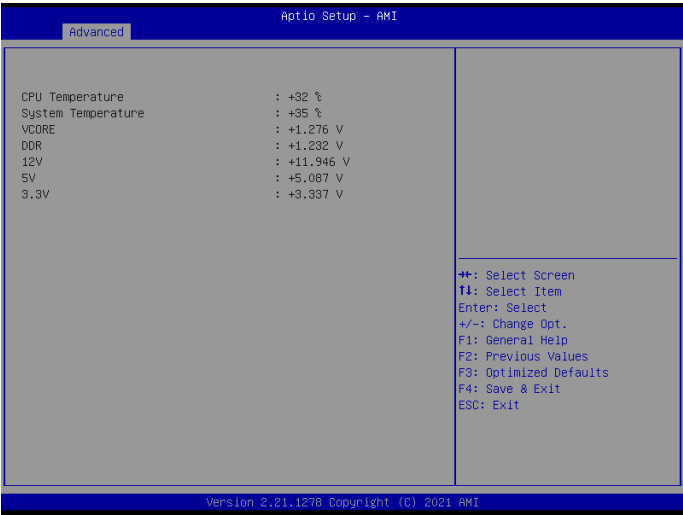 Aptio Setup – AMI
Advanced
CPU Temperature : +32 ℃
System Temperature : +35 ℃
VCORE : +1.276 V
DDR : +1.232 V
12V : +11.946 V
5V : +5.087 V
3.3V : +3.337 V
→←: Select Screen
↑↓: Select Item
Enter: Select
+/-: Change Opt.
F1: General Help
F2: Previous Values
F3: Optimized Defaults
F4: Save & Exit
ESC: Exit
Version 2.21.1278 Copyright (C) 2021 AMI